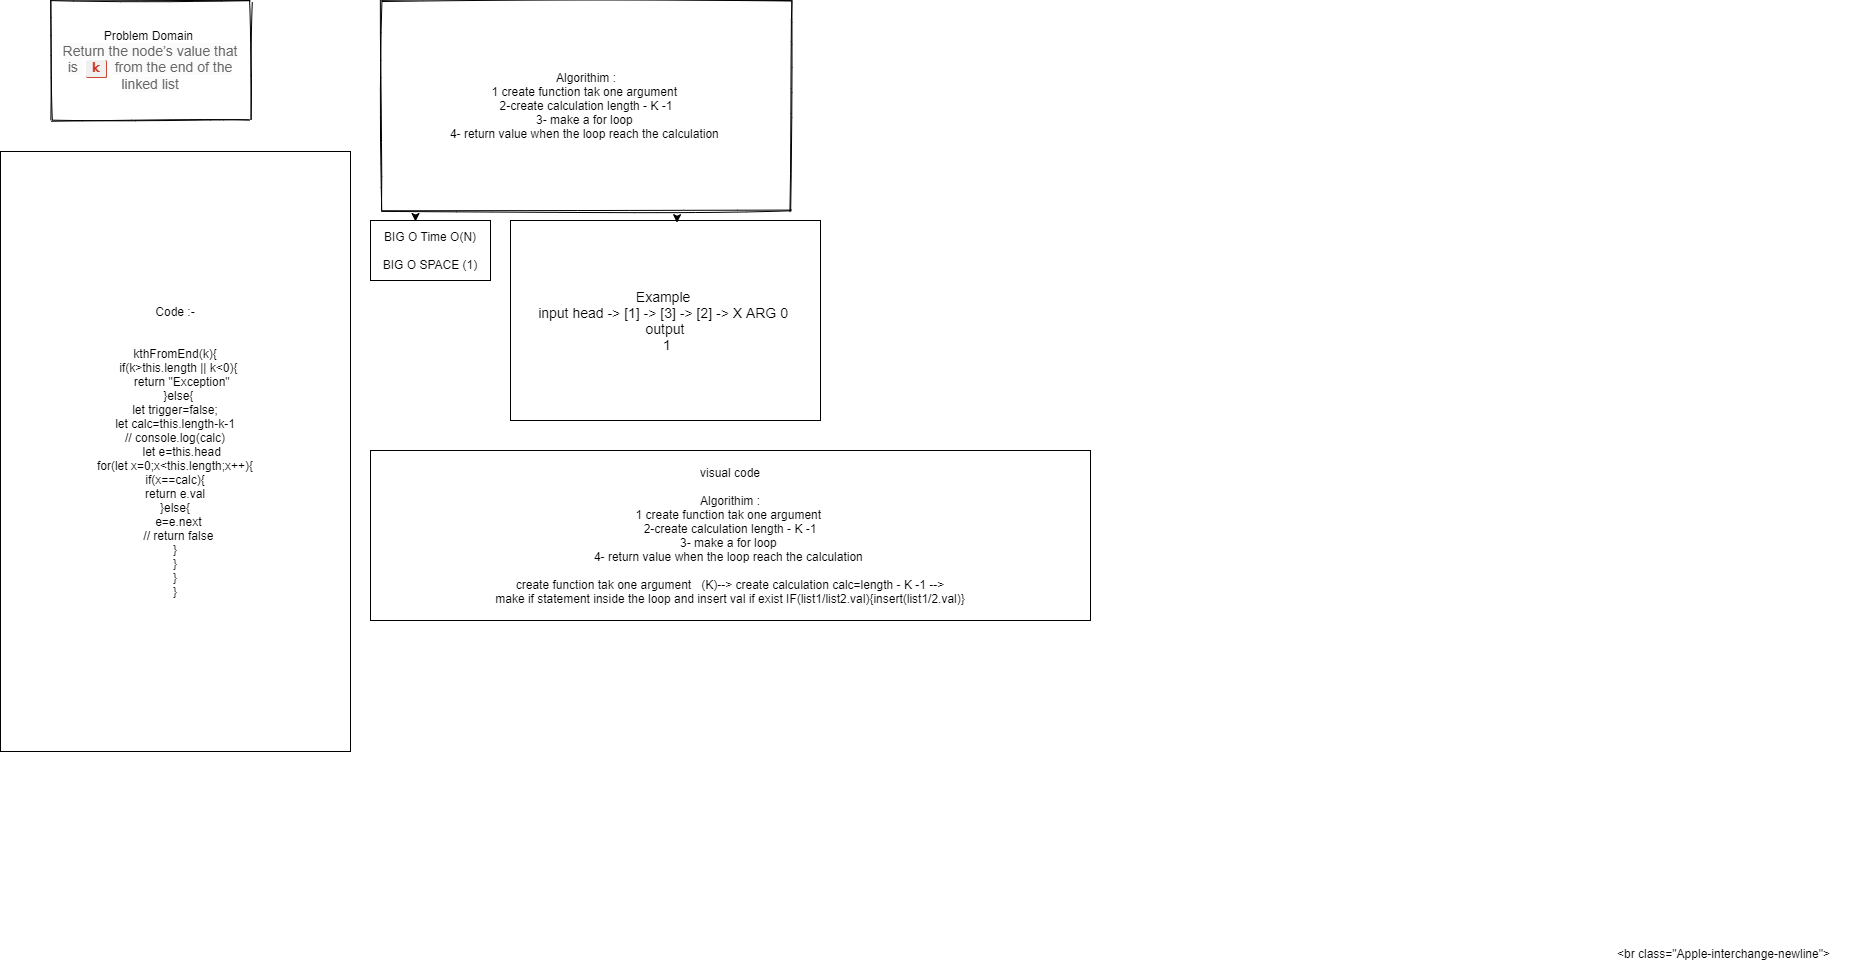 Problem Domain
Return the node's value that
is k from the end of the
linked list
Algorithim :
1 create function tak one argument
2-create calculation length - K -1
3- make a for loop
4- return value when the loop reach the calculation
BIG O Time O(N)
BIG O SPACE (1)
Example
input head -> [1] -> [3] -> [2] -> X ARG 0
output
1
Code :-
kthFromEnd(k){
if(k>this.length || k<0){
return "Exception"
}else{
let trigger=false;
let calc=this.length-k-1
// console.log(calc)
let e=this.head
for(let x=0;x<this.length;x++){
if(x==calc){
return e.val
}else{
e=e.next
// return false
}
}
}
}
visual code
Algorithim :
1 create function tak one argument
2-create calculation length - K -1
3- make a for loop
4- return value when the loop reach the calculation
create function tak one argument (K)--> create calculation calc=length - K -1 -->
make if statement inside the loop and insert val if exist IF(list1/list2.val){insert(list1/2.val)}
<br class="Apple-interchange-newline">